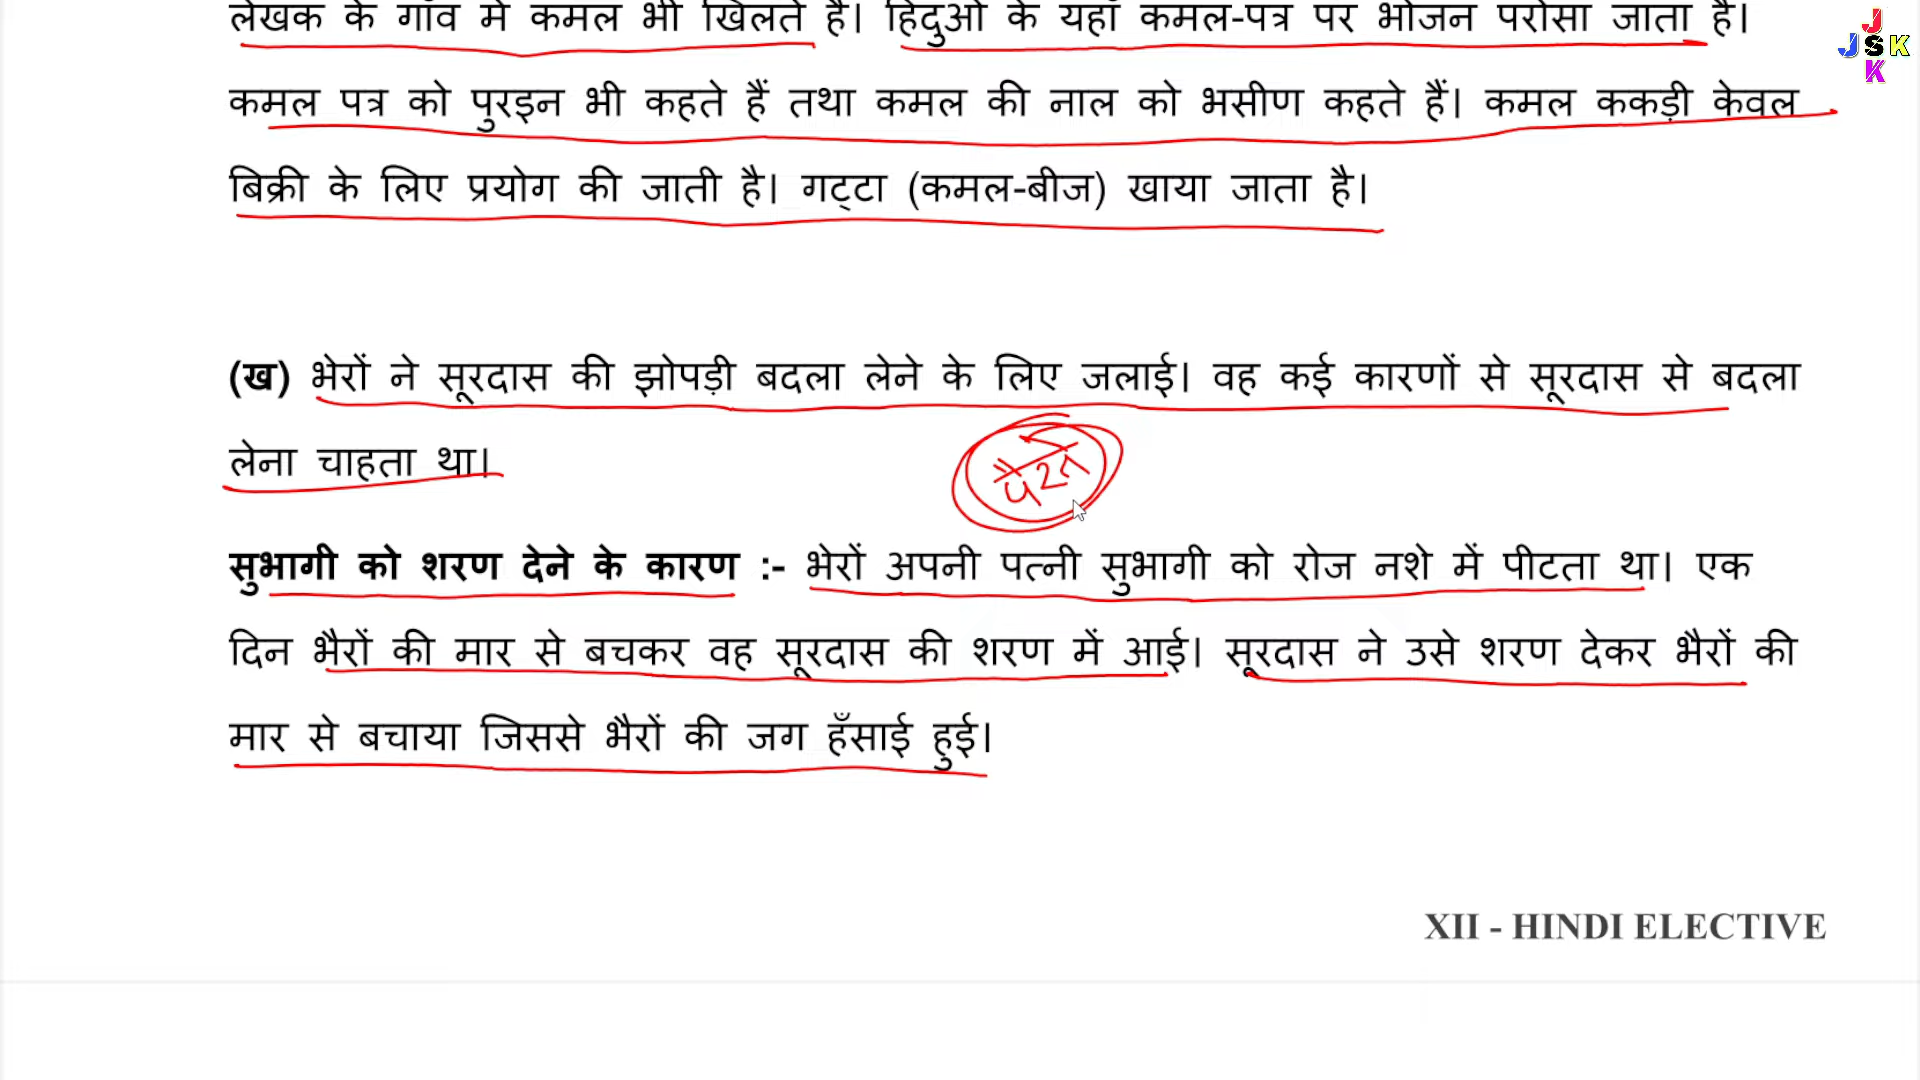 लेखक के गाँव में कमल भी खिलते हैं। हिंदुओं के यहाँ कमल-पत्र पर भोजन परोसा जाता है।
J
J S K
K
कमल पत्र को पुरइन भी कहते हैं तथा कमल की नाल को भसीण कहते हैं। कमल ककड़ी केवल
बिक्री के लिए प्रयोग की जाती है। गट्टा (कमल-बीज) खाया जाता है।
(ख) भेरों ने सूरदास की झोपड़ी बदला लेने के लिए जलाई। वह कई कारणों से सूरदास से बदला
लेना चाहता था।
सुभागी को शरण देने के कारण :- भेरों अपनी पत्नी सुभागी को रोज नशे में पीटता था। एक
दिन भैरों की मार से बचकर वह सूरदास की शरण में आई। सूरदास ने उसे शरण देकर भैरों की
मार से बचाया जिससे भैरों की जग हँसाई हुई।
XII - HINDI ELECTIVE